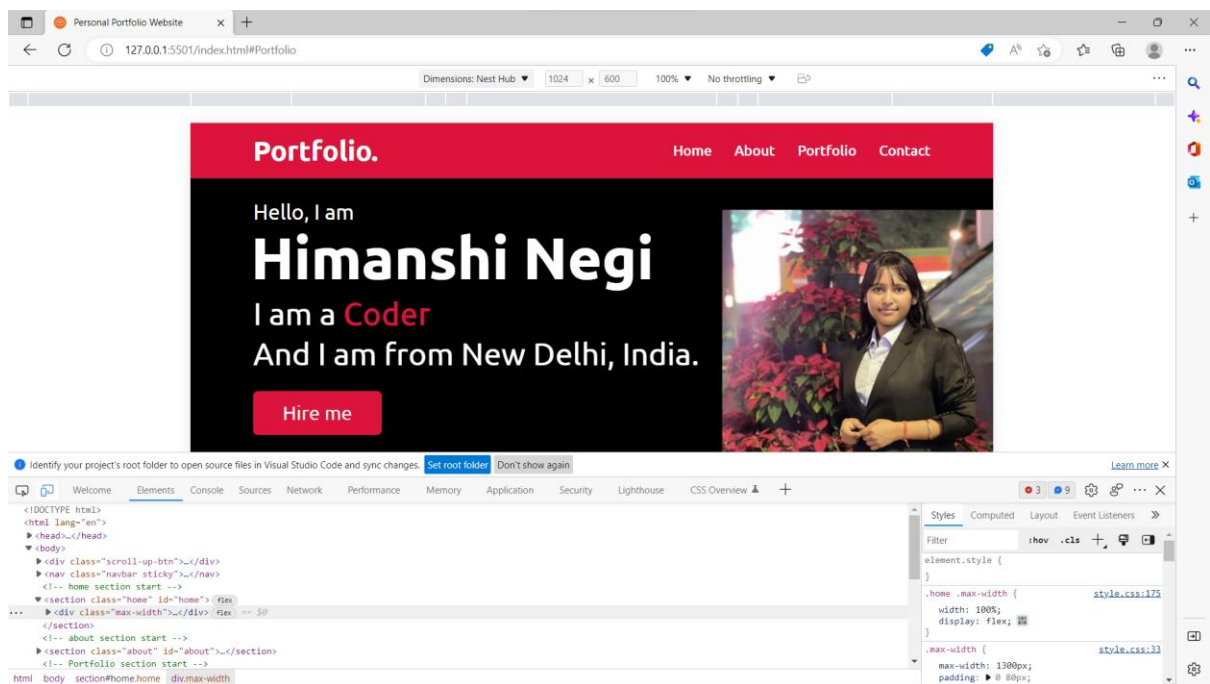 Personal Portfolio Website
127.0.0.1:5501/index.html#Portfolio
Dimensions: Nest Hub ▼ 1024 x 600 100% ▼ No throttling ▼
Portfolio. Home About Portfolio Contact
Hello, I am
Himanshi Negi
I am a Coder
And I am from New Delhi, India.
Hire me
Identify your project's root folder to open source files in Visual Studio Code and sync changes. Set root folder Don't show again Learn more
Welcome Elements Console Sources Network Performance Memory Application Security Lighthouse CSS Overview 3 9
<!DOCTYPE html>
<html lang="en">
<head>…</head>
<body>
<div class="scroll-up-btn">…</div>
<nav class="navbar sticky">…</nav>
<!-- home section start -->
<section class="home" id="home"> flex
<div class="max-width">…</div> flex == $0
</section>
<!-- about section start -->
<section class="about" id="about">…</section>
<!-- Portfolio section start -->
html body section#home.home div.max-width
Styles Computed Layout Event Listeners
Filter :hov .cls
element.style {
}
.home .max-width { style.css:175
width: 100%;
display: flex;
}
.max-width { style.css:33
max-width: 1300px;
padding: ▶ 0 80px;